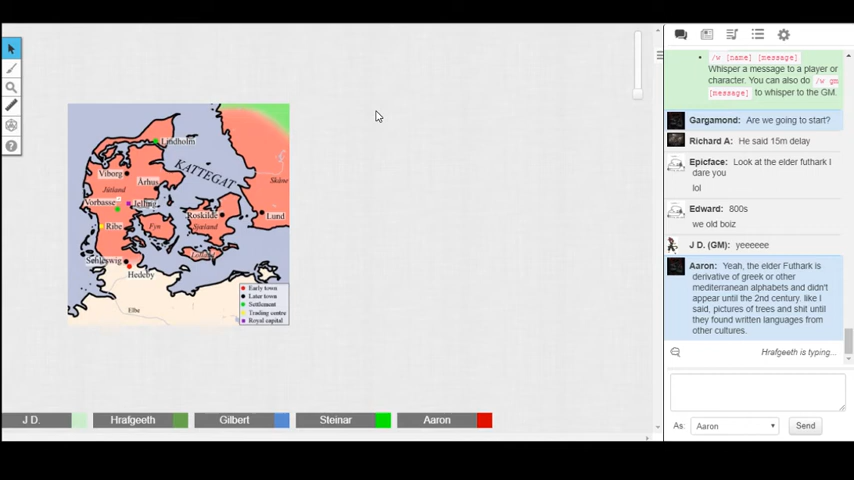 Lindholm
Viborg
Århus
KATTEGAT
Jütland
Skåne
Vorbasse
Jelling
Roskilde
Lund
Ribe
Fyn
Sjæland
Lolland
Schleswig
Hedeby
Elbe
Early town
Later town
Settlement
Trading centre
Royal capital
J D.
Hrafgeeth
Gilbert
Steinar
Aaron
• /w [name] [message]
Whisper a message to a player or
character. You can also do /w gm
[message] to whisper to the GM.
Gargamond: Are we going to start?
Richard A: He said 15m delay
Epicface: Look at the elder futhark I
dare you
lol
Edward: 800s
we old boiz
J D. (GM): yeeeeee
Aaron: Yeah, the elder Futhark is
derivative of greek or other
mediterranean alphabets and didn't
appear until the 2nd century. like I
said, pictures of trees and shit until
they found written languages from
other cultures.
Hrafgeeth is typing...
As: Aaron
Send